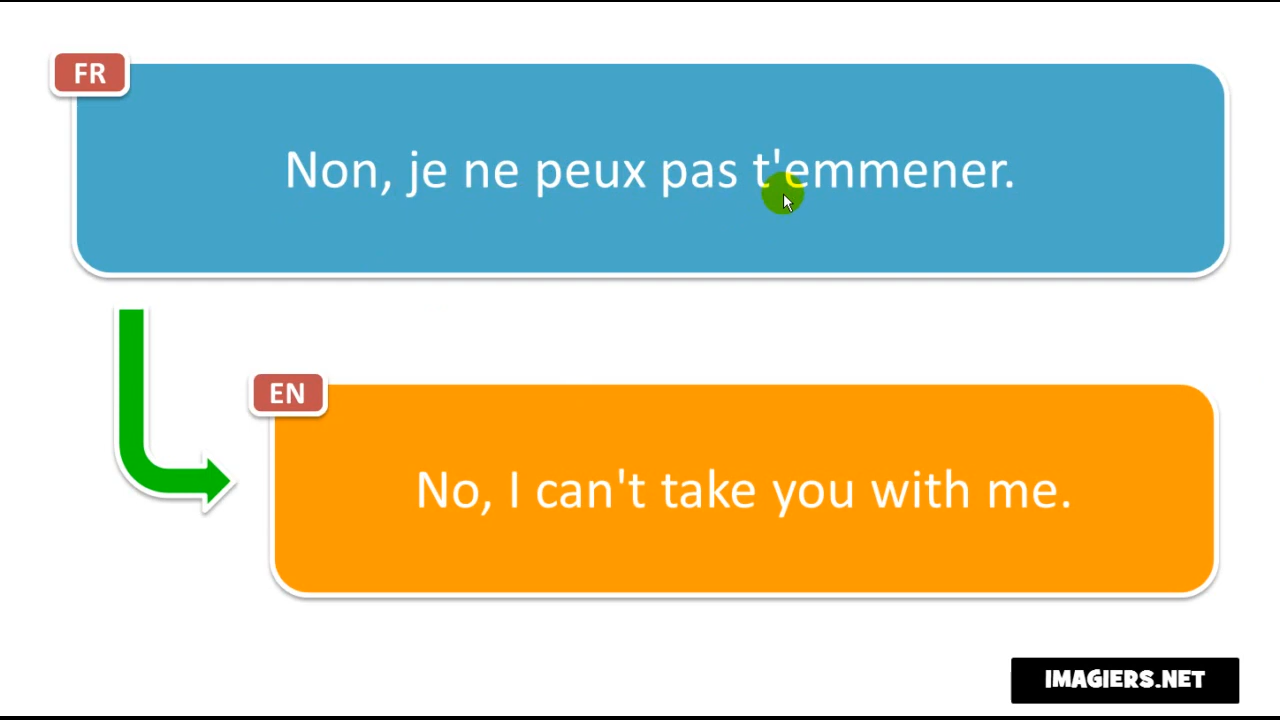 FR
Non, je ne peux pas t'emmener.
EN
No, I can't take you with me.
IMAGIERS.NET